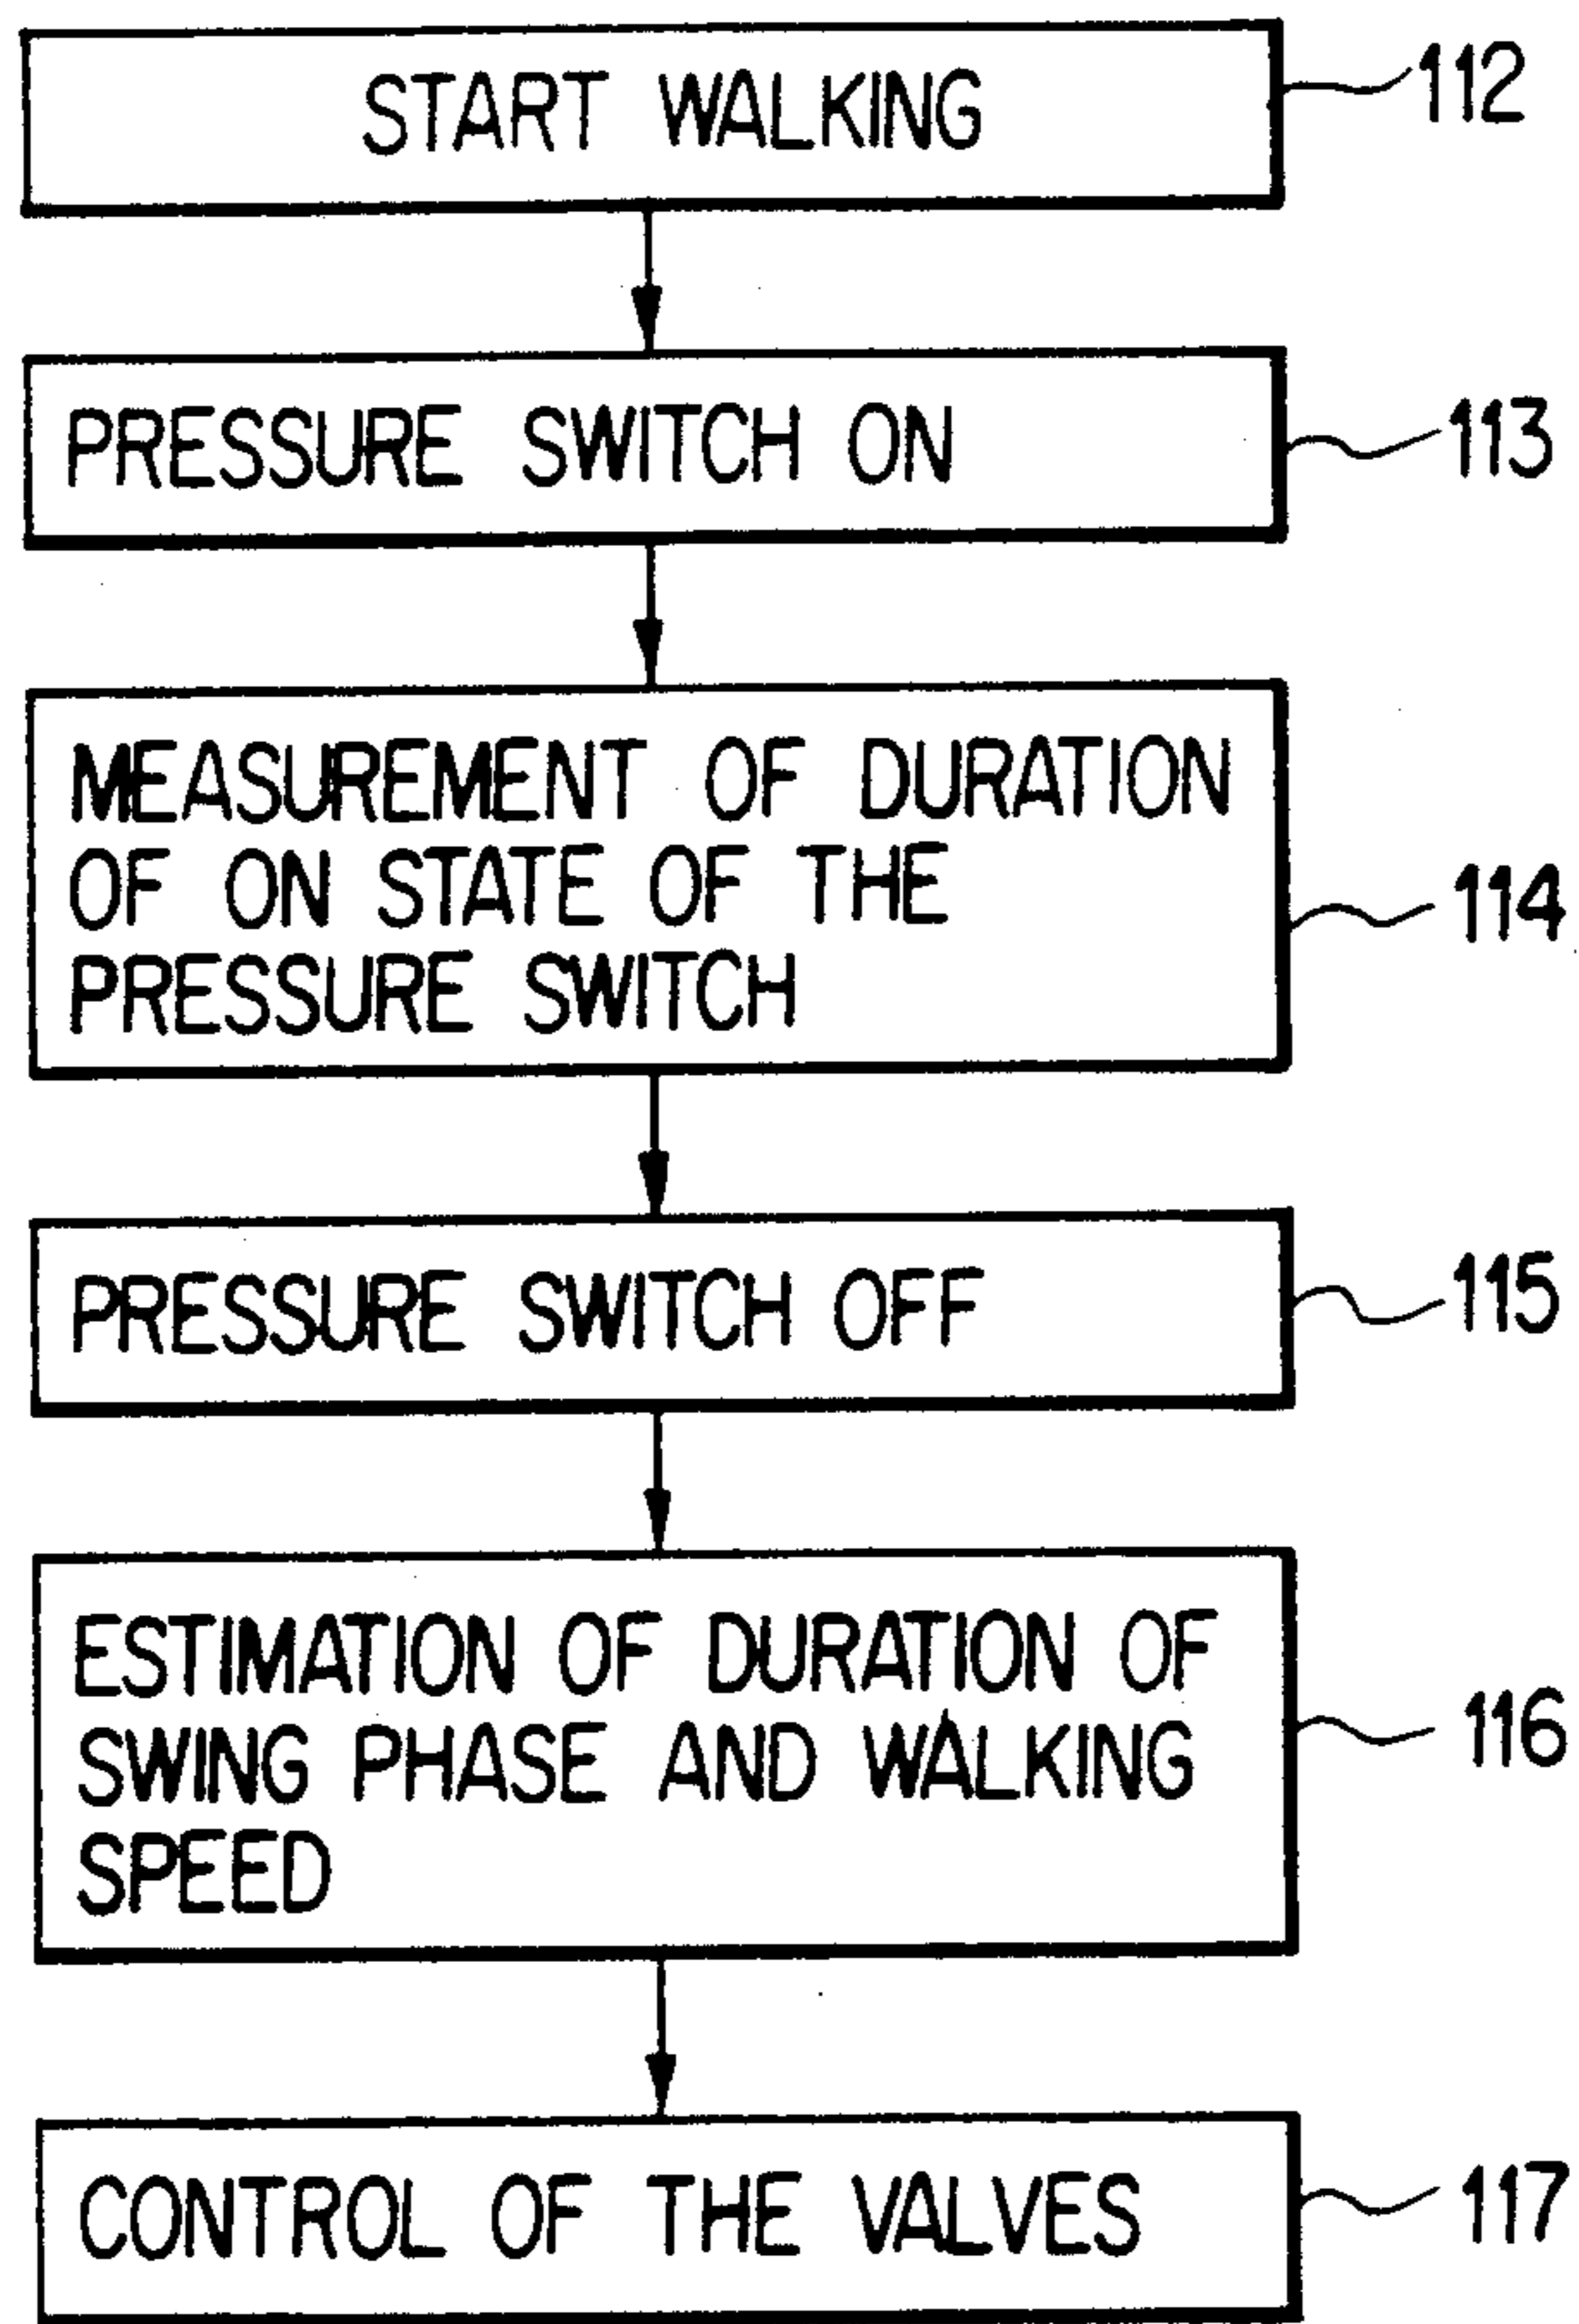 START WALKING
112
PRESSURE SWITCH ON
113
MEASUREMENT OF DURATION
OF ON STATE OF THE
PRESSURE SWITCH
114
PRESSURE SWITCH OFF
115
ESTIMATION OF DURATION OF
SWING PHASE AND WALKING
SPEED
116
CONTROL OF THE VALVES
117